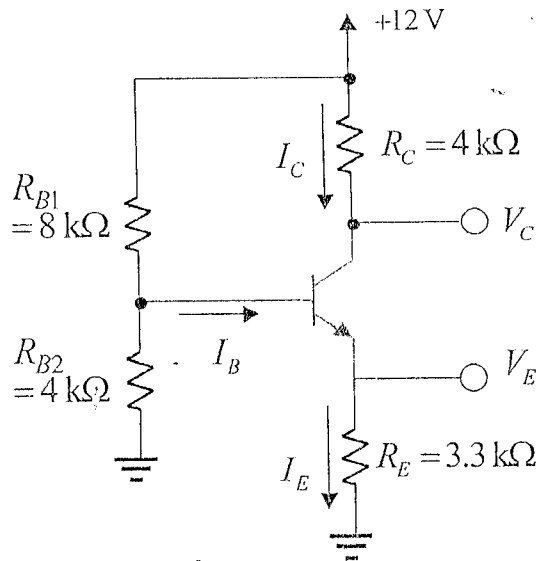 +12 V
I_C
R_C = 4 kΩ
R_B1
= 8 kΩ
V_C
R_B2
= 4 kΩ
I_B
V_E
I_E
R_E = 3.3 kΩ